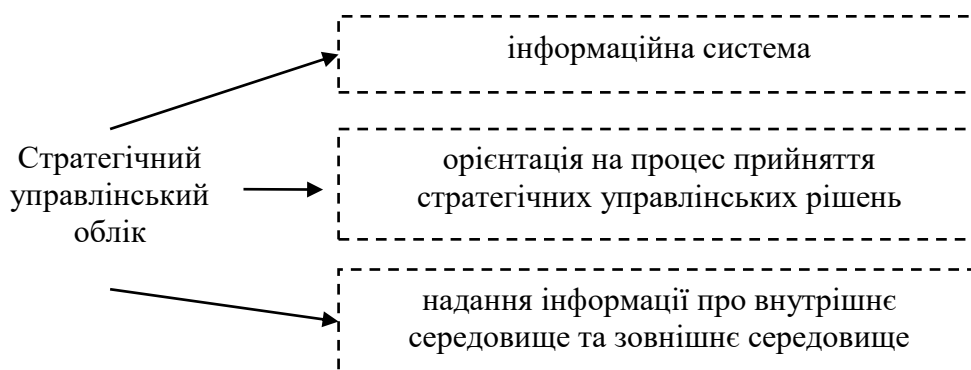 інформаційна система
Стратегічний
управлінський
облік
орієнтація на процес прийняття
стратегічних управлінських рішень
надання інформації про внутрішнє
середовище та зовнішнє середовище